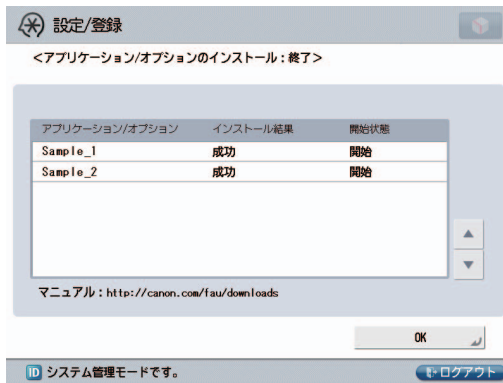 設定/登録
<アプリケーション/オプションのインストール:終了>
アプリケーション/オプション インストール結果 開始状態
Sample_1 成功 開始
Sample_2 成功 開始
マニュアル:http://canon.com/fau/downloads
OK
ID システム管理モードです。 ログアウト